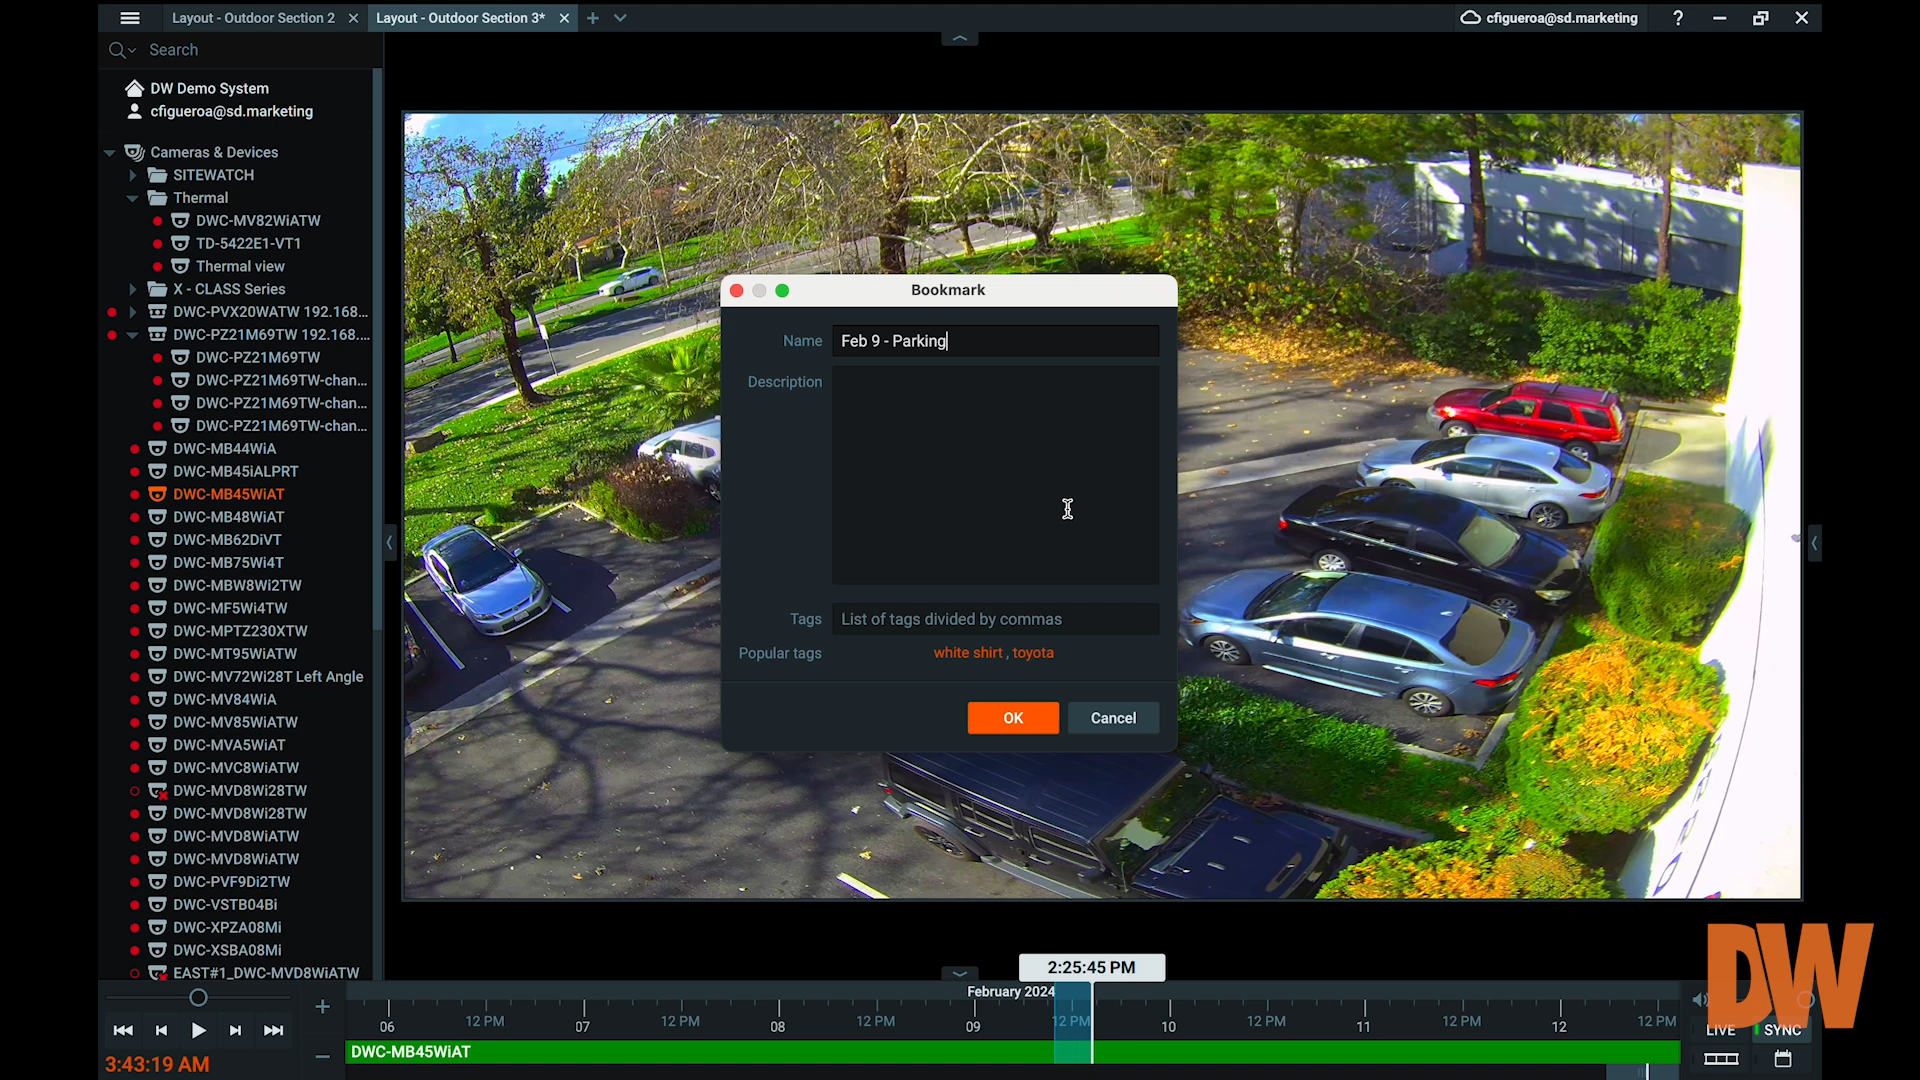 Layout - Outdoor Section 2
Layout - Outdoor Section 3*
cfigueroa@sd.marketing
?
Search
DW Demo System
cfigueroa@sd.marketing
Cameras & Devices
SITEWATCH
Thermal
DWC-MV82WiATW
TD-5422E1-VT1
Thermal view
X - CLASS Series
DWC-PVX20WATW 192.168...
DWC-PZ21M69TW 192.168....
DWC-PZ21M69TW
DWC-PZ21M69TW-chan...
DWC-PZ21M69TW-chan...
DWC-PZ21M69TW-chan...
DWC-MB44WiA
DWC-MB45iALPRT
DWC-MB45WiAT
DWC-MB48WiAT
DWC-MB62DiVT
DWC-MB75Wi4T
DWC-MBW8Wi2TW
DWC-MF5Wi4TW
DWC-MPTZ230XTW
DWC-MT95WiATW
DWC-MV72Wi28T Left Angle
DWC-MV84WiA
DWC-MV85WiATW
DWC-MVA5WiAT
DWC-MVC8WiATW
DWC-MVD8Wi28TW
DWC-MVD8Wi28TW
DWC-MVD8WiATW
DWC-MVD8WiATW
DWC-PVF9Di2TW
DWC-VSTB04Bi
DWC-XPZA08Mi
DWC-XSBA08Mi
EAST#1_DWC-MVD8WiATW
Bookmark
Name
Feb 9 - Parking
Description
Tags
List of tags divided by commas
Popular tags
white shirt , toyota
OK
Cancel
2:25:45 PM
February 2024
06 12 PM 07 12 PM 08 12 PM 09 12 PM 10 12 PM 11 12 PM 12 12 PM
DWC-MB45WiAT
3:43:19 AM
LIVE
SYNC
DW